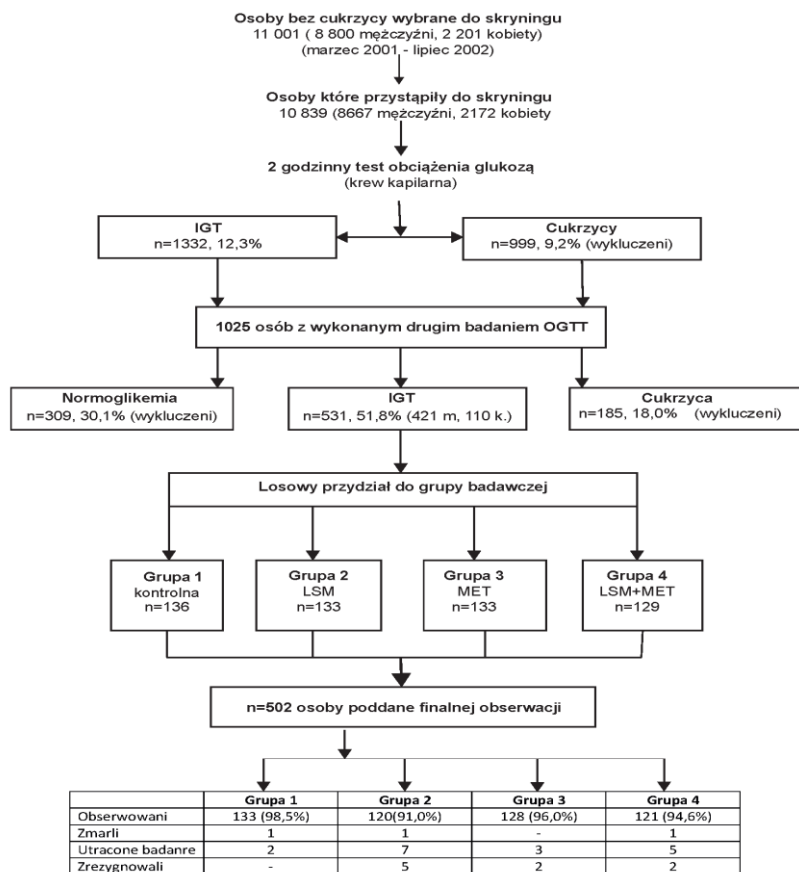 Osoby bez cukrzycy wybrane do skryningu
11 001 ( 8 800 mężczyźni, 2 201 kobiety)
(marzec 2001 - lipiec 2002)
Osoby które przystąpiły do skryningu
10 839 (8667 mężczyźni, 2172 kobiety
2 godzinny test obciążenia glukozą
(krew kapilarna)
IGT
n=1332, 12,3%
Cukrzycy
n=999, 9,2% (wykluczeni)
1025 osób z wykonanym drugim badaniem OGTT
Normoglikemia
n=309, 30,1% (wykluczeni)
IGT
n=531, 51,8% (421 m, 110 k.)
Cukrzyca
n=185, 18,0% (wykluczeni)
Losowy przydział do grupy badawczej
Grupa 1
kontrolna
n=136
Grupa 2
LSM
n=133
Grupa 3
MET
n=133
Grupa 4
LSM+MET
n=129
n=502 osoby poddane finalnej obserwacji
Grupa 1 Grupa 2 Grupa 3 Grupa 4
Obserwowani 133 (98,5%) 120(91,0%) 128 (96,0%) 121 (94,6%)
Zmarli 1 1 - 1
Utracone badanre 2 7 3 5
Zrezygnowali - 5 2 2